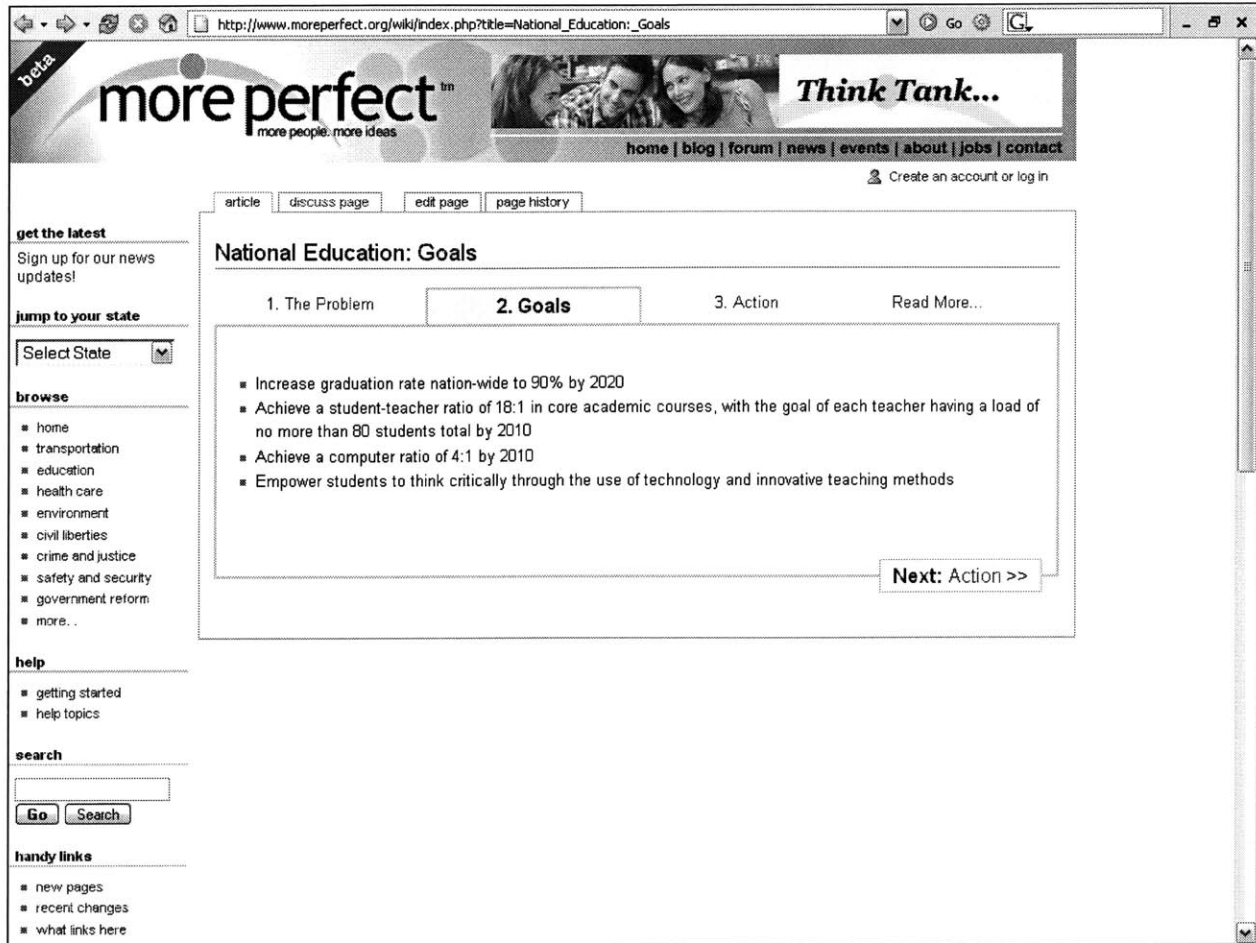 http://www.moreperfect.org/wiki/index.php?title=National_Education:_Goals
Go
G
beta
more perfect tm
more people. more ideas
Think Tank...
home | blog | forum | news | events | about | jobs | contact
Create an account or log in
article
discuss page
edit page
page history
get the latest
Sign up for our news
updates!
jump to your state
Select State
browse
home
transportation
education
health care
environment
civil liberties
crime and justice
safety and security
government reform
more. .
help
getting started
help topics
search
Go Search
handy links
new pages
recent changes
what links here
National Education: Goals
1. The Problem
2. Goals
3. Action
Read More...
Increase graduation rate nation-wide to 90% by 2020
Achieve a student-teacher ratio of 18:1 in core academic courses, with the goal of each teacher having a load of
no more than 80 students total by 2010
Achieve a computer ratio of 4:1 by 2010
Empower students to think critically through the use of technology and innovative teaching methods
Next: Action >>